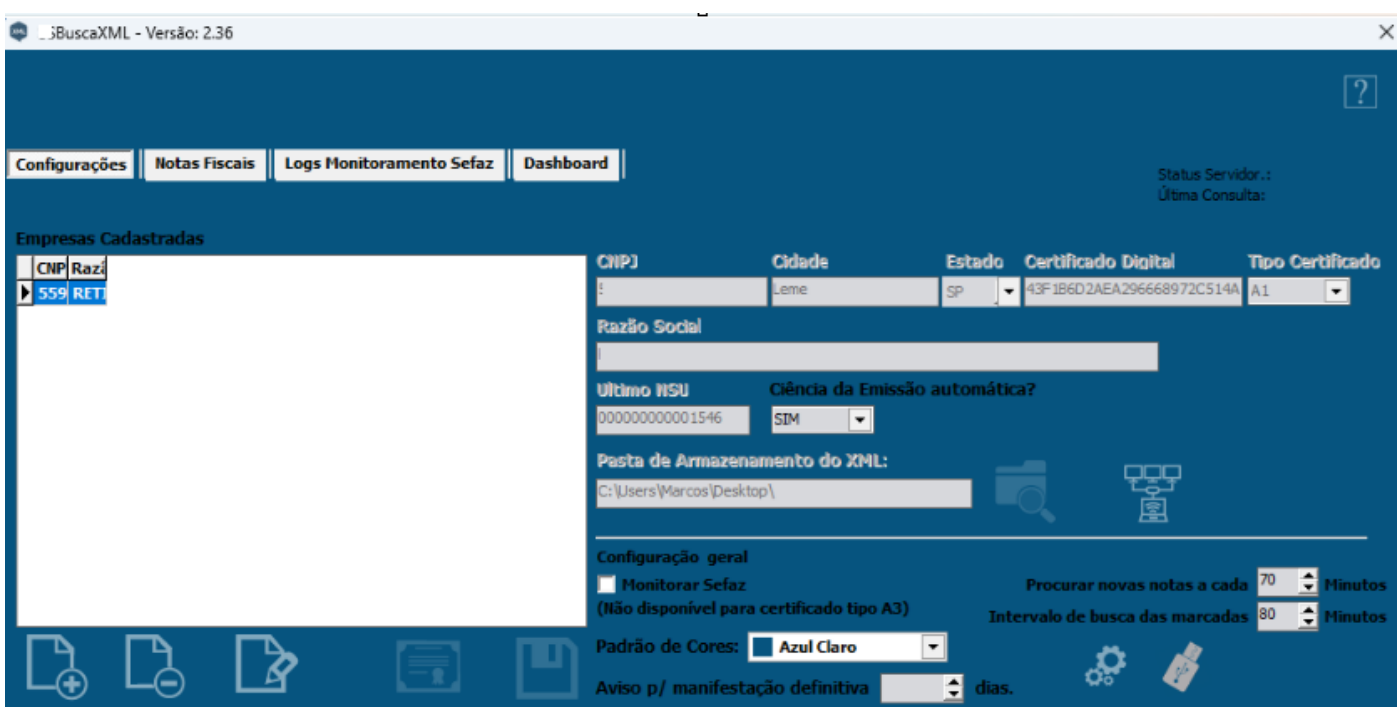 SBuscaXML - Versão: 2.36
?
Configurações Notas Fiscais Logs Monitoramento Sefaz Dashboard
Status Servidor.:
Última Consulta:
Empresas Cadastradas
CNP Razã
559 RETI
CNPJ Cidade Estado Certificado Digital Tipo Certificado
Leme SP 43F1B6D2AEA296668972C514A A1
Razão Social
Ultimo NSU Ciência da Emissão automática?
000000000001546 SIM
Pasta de Armazenamento do XML:
C:\Users\Marcos\Desktop\
Configuração geral
Monitorar Sefaz Procurar novas notas a cada 70 Minutos
(Não disponível para certificado tipo A3) Intervalo de busca das marcadas 80 Minutos
Padrão de Cores: Azul Claro
Aviso p/ manifestação definitiva dias.